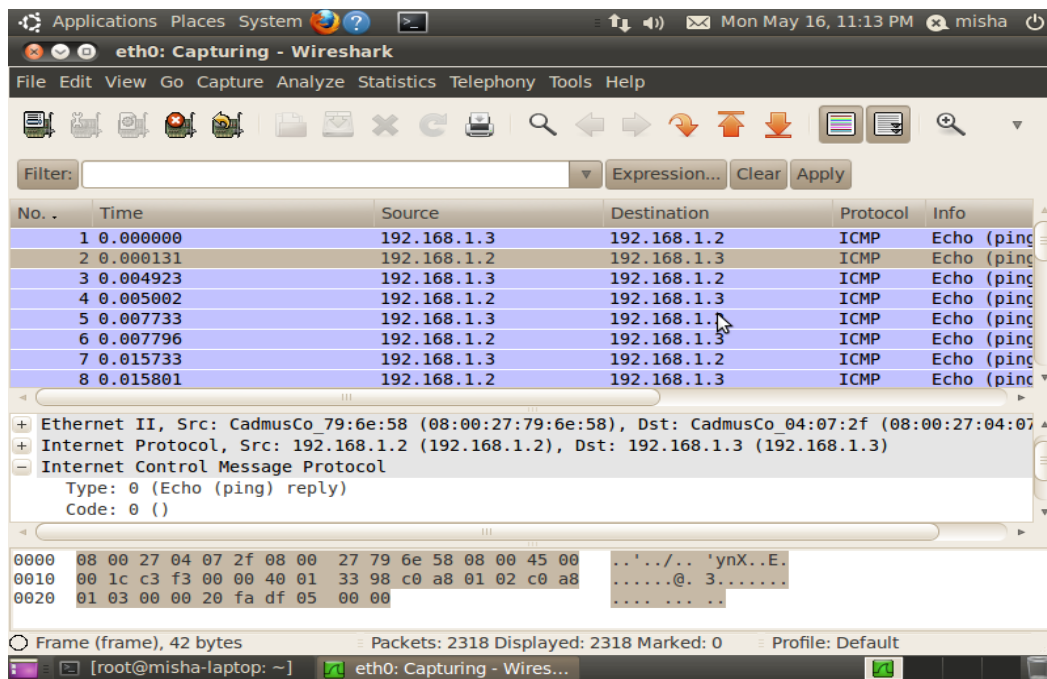 Applications Places System Mon May 16, 11:13 PM misha
eth0: Capturing - Wireshark
File Edit View Go Capture Analyze Statistics Telephony Tools Help
Filter: Expression... Clear Apply
No. . Time Source Destination Protocol Info
1 0.000000 192.168.1.3 192.168.1.2 ICMP Echo (ping
2 0.000131 192.168.1.2 192.168.1.3 ICMP Echo (ping
3 0.004923 192.168.1.3 192.168.1.2 ICMP Echo (ping
4 0.005002 192.168.1.2 192.168.1.3 ICMP Echo (ping
5 0.007733 192.168.1.3 ICMP Echo (ping
6 0.007796 192.168.1.2 192.168.1.3 ICMP Echo (ping
7 0.015733 192.168.1.3 192.168.1.2 ICMP Echo (ping
8 0.015801 192.168.1.2 192.168.1.3 ICMP Echo (ping
Ethernet II, Src: CadmusCo_79:6e:58 (08:00:27:79:6e:58), Dst: CadmusCo_04:07:2f (08:00:27:04:07
Internet Protocol, Src: 192.168.1.2 (192.168.1.2), Dst: 192.168.1.3 (192.168.1.3)
Internet Control Message Protocol
Type: 0 (Echo (ping) reply)
Code: 0 ()
0000 08 00 27 04 07 2f 08 00 27 79 6e 58 08 00 45 00 ..'../.. 'ynX..E.
0010 00 1c c3 f3 00 00 40 01 33 98 c0 a8 01 02 c0 a8 ......@. 3.......
0020 01 03 00 00 20 fa df 05 00 00 .... ... ..
Frame (frame), 42 bytes Packets: 2318 Displayed: 2318 Marked: 0 Profile: Default
[root@misha-laptop: ~] eth0: Capturing - Wires...